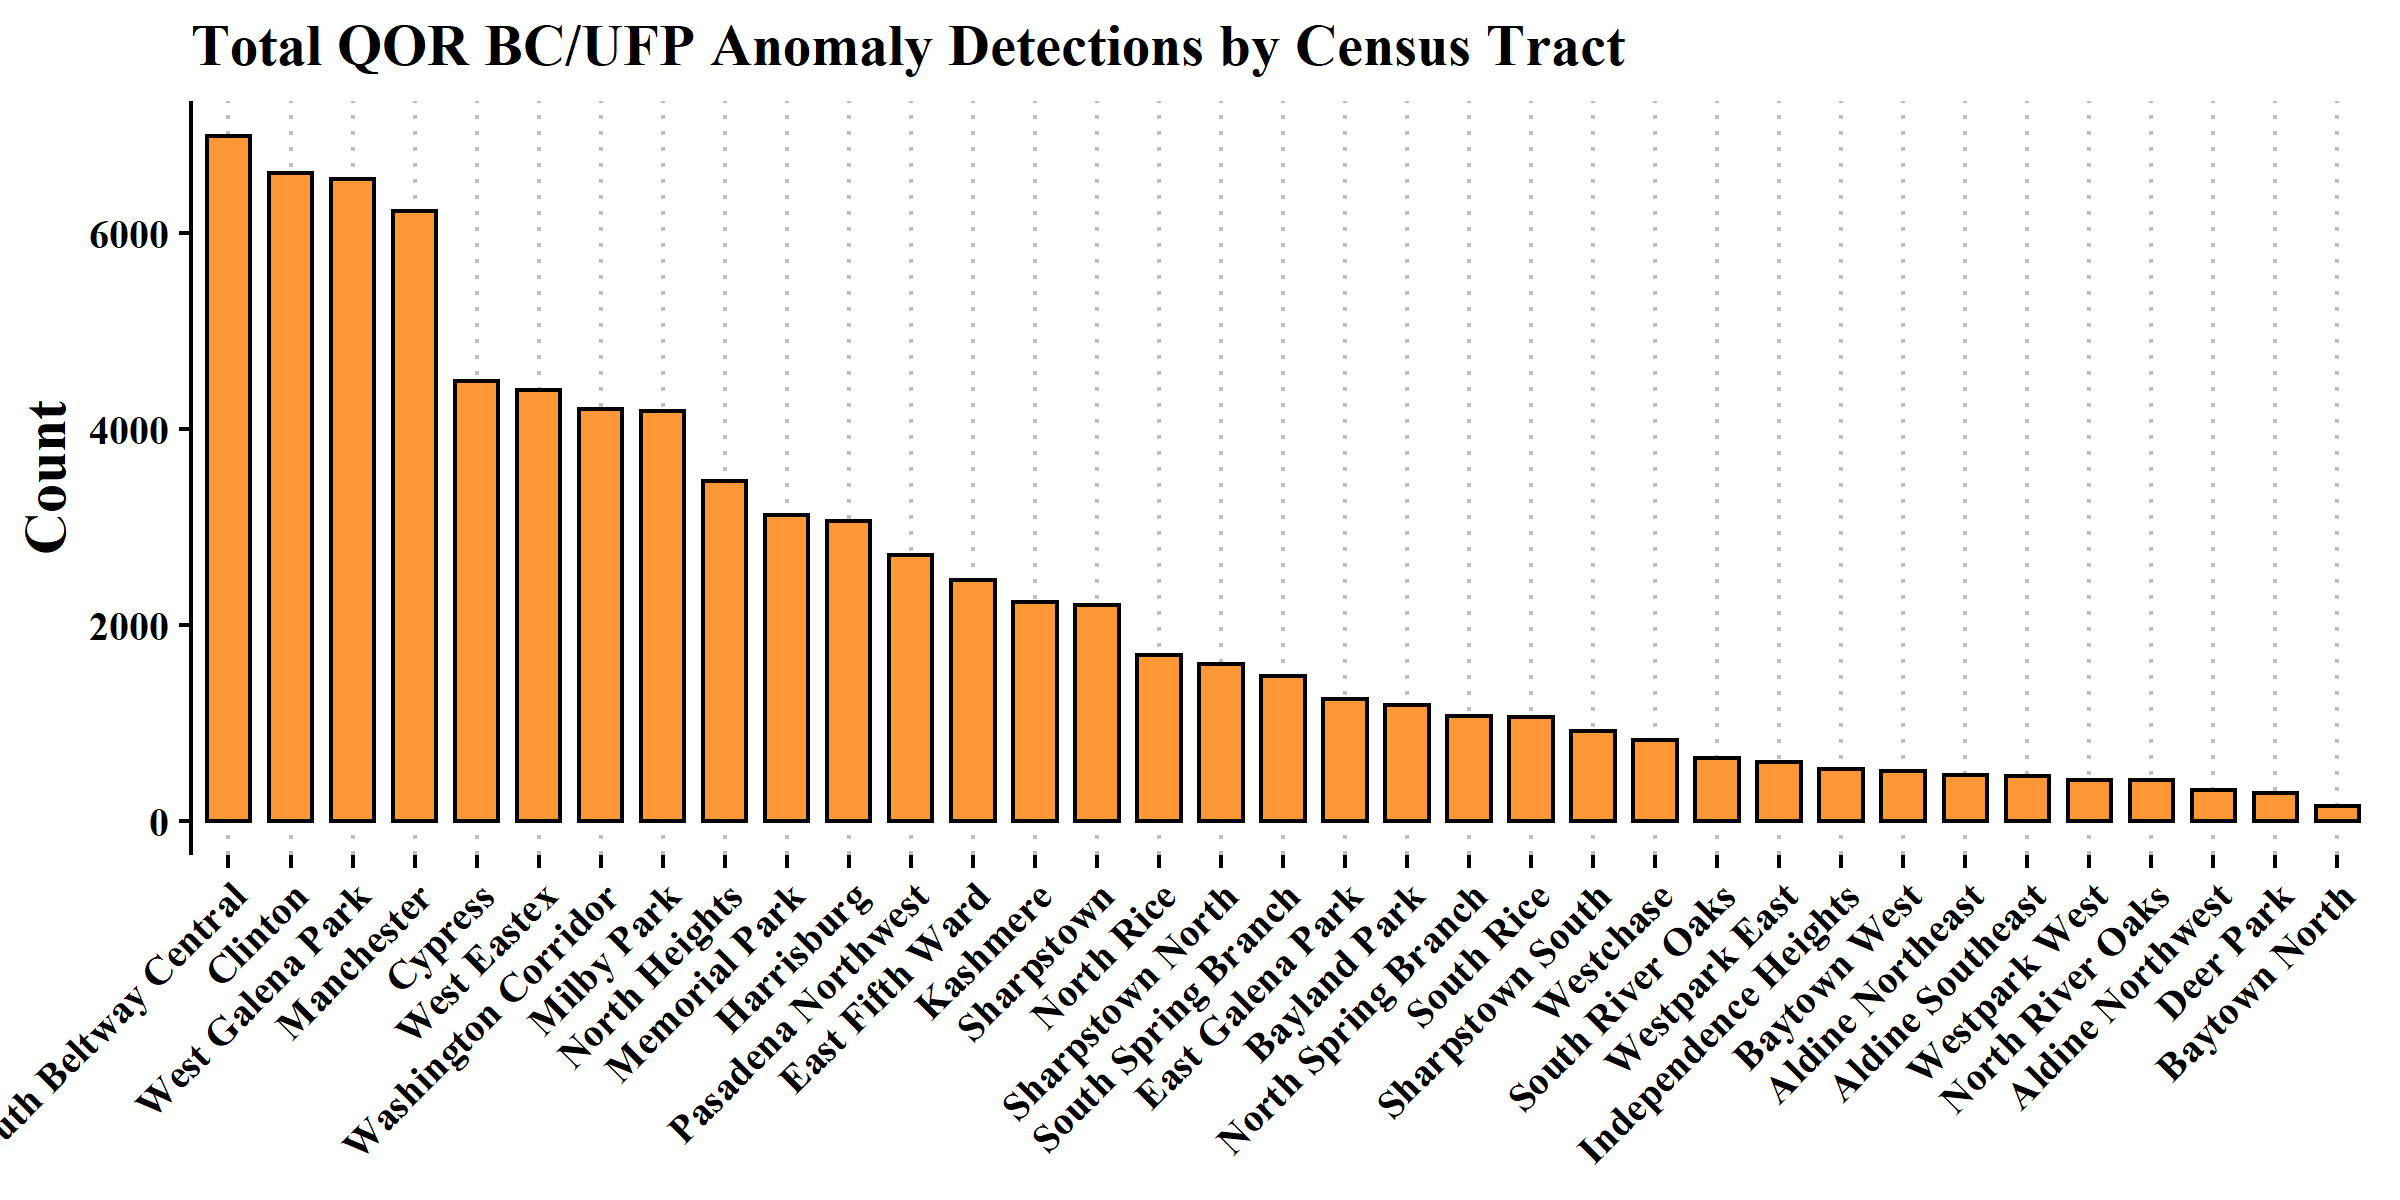 Total QOR BC/UFP Anomaly Detections by Census Tract
Count
6000
4000
2000
0
Beltway Central
Clinton
West Galena Park
Manchester
Cypress
West Eastex
Washington Corridor
Milby Park
North Heights
Memorial Park
Harrisburg
Pasadena Northwest
East Fifth Ward
Kashmere
Sharpstown
North Rice
Sharpstown North
South Spring Branch
East Galena Park
Bayland Park
North Spring Branch
South Rice
Sharpstown South
Westchase
South River Oaks
Westpark East
Independence Heights
Baytown West
Aldine Northeast
Aldine Southeast
Westpark West
North River Oaks
Aldine Northwest
Deer Park
Baytown North